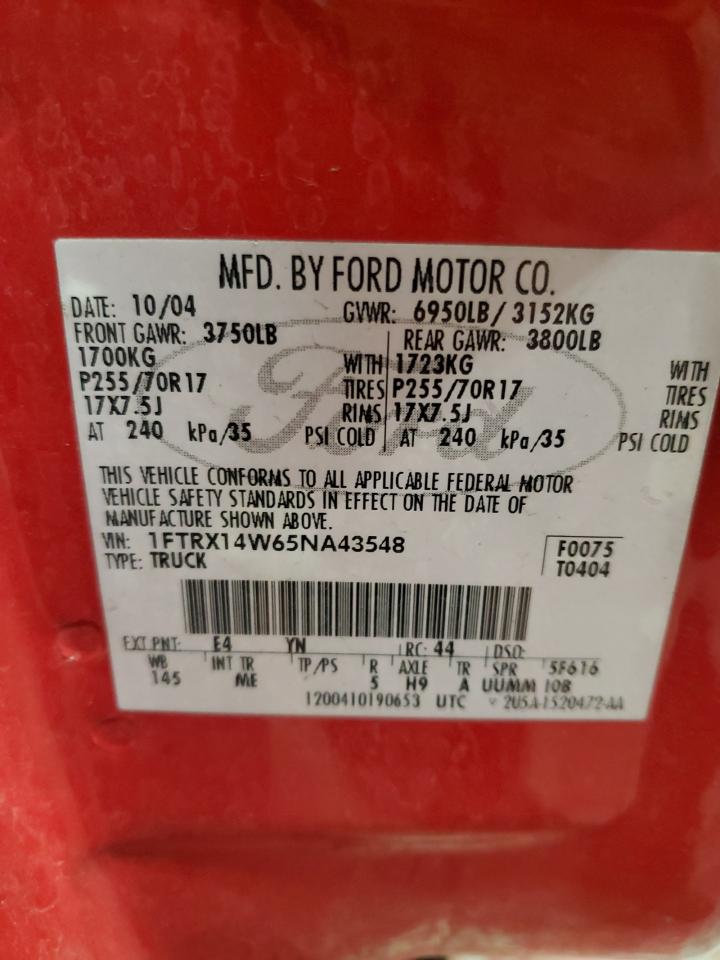 MFD. BY FORD MOTOR CO.
DATE: 10/04 GVWR: 6950LB/ 3152KG
FRONT GAWR: 3750LB REAR GAWR: 3800LB
1700KG WITH 1723KG WITH
P255/70R17 TIRES P255/70R17 TIRES
17X7.5J RIMS 17X7.5J RIMS
AT 240 kPa/35 PSI COLD AT 240 kPa/35 PSI COLD
Ford
THIS VEHICLE CONFORMS TO ALL APPLICABLE FEDERAL MOTOR
VEHICLE SAFETY STANDARDS IN EFFECT ON THE DATE OF
MANUFACTURE SHOWN ABOVE.
VIN: 1FTRX14W65NA43548 F0075
TYPE: TRUCK T0404
EXT PNT: E4 YN RC: 44 DSO:
WB INT TR TP/PS R AXLE TR SPR 5F616
145 ME 5 H9 A UUMM 10B
1200410190653 UTC 2U5A-1520472-AA